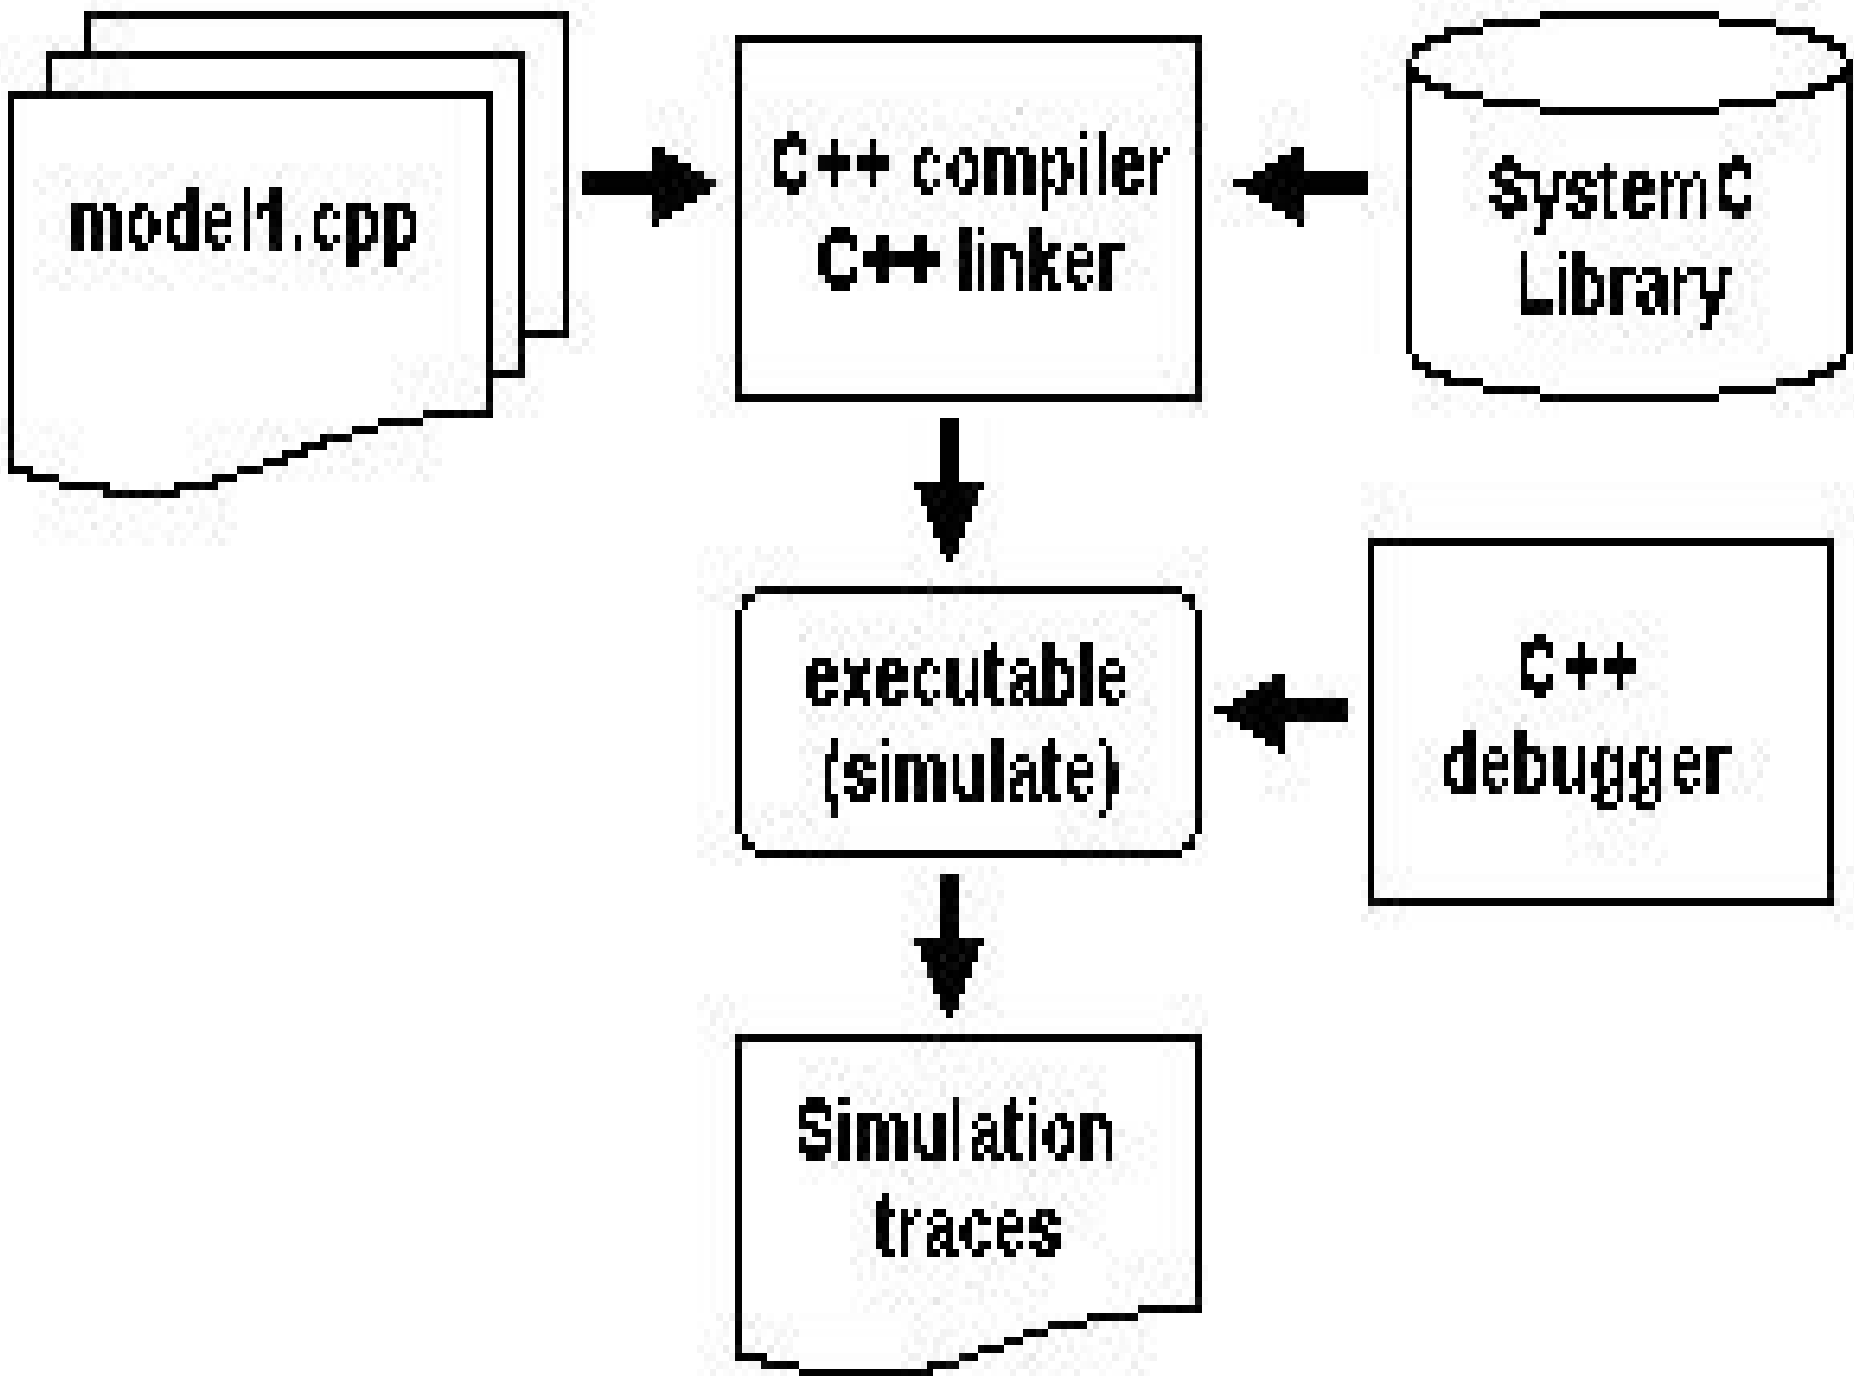 model1.cpp
C++ compiler
C++ linker
SystemC
Library
executable
(simulate)
C++
debugger
Simulation
traces